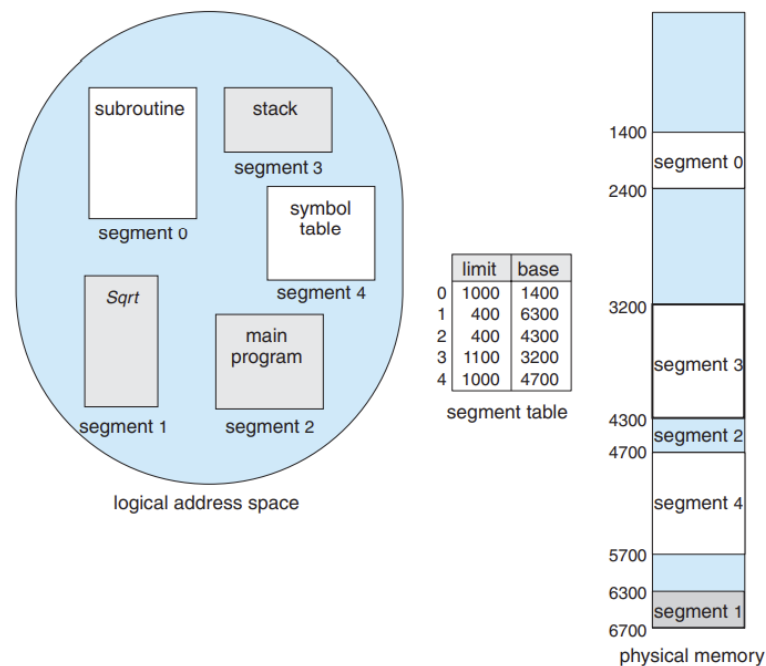 subroutine
segment 0
stack
segment 3
symbol
table
segment 4
Sqrt
segment 1
main
program
segment 2
logical address space
limit base
0 1000 1400
1 400 6300
2 400 4300
3 1100 3200
4 1000 4700
segment table
1400
segment 0
2400
3200
segment 3
4300
segment 2
4700
segment 4
5700
6300
segment 1
6700
physical memory